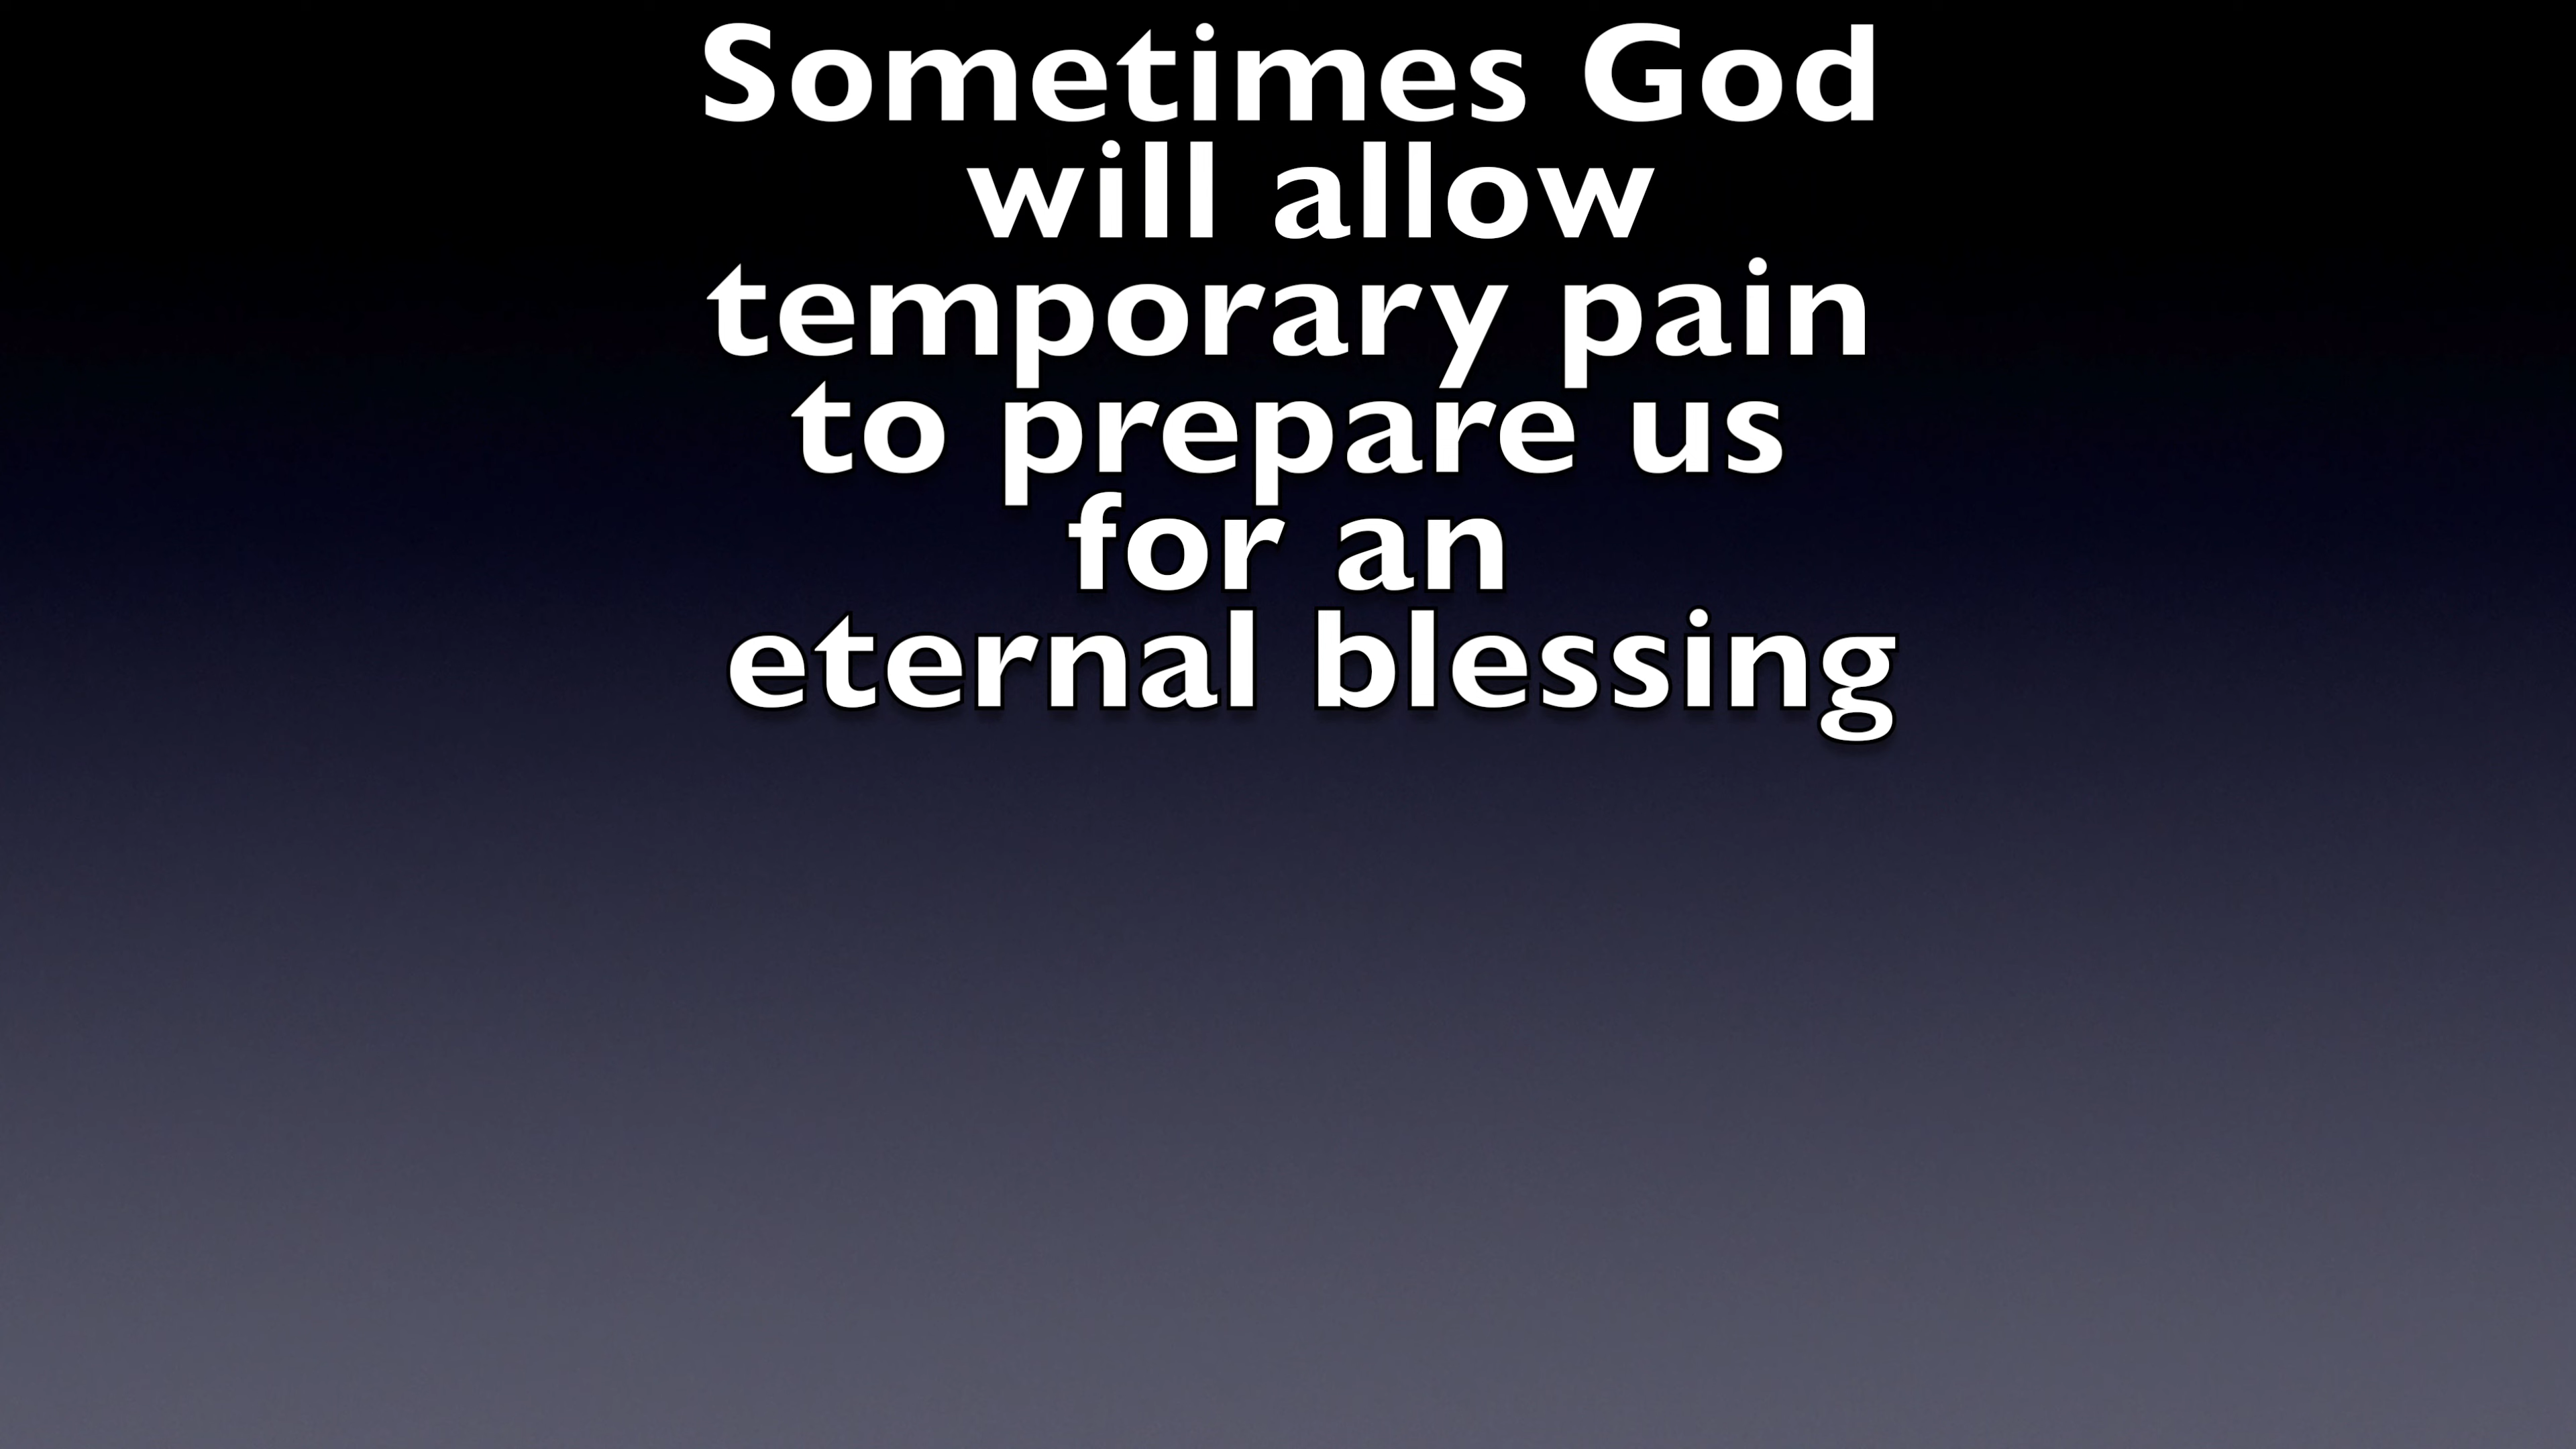 Sometimes God
will allow
temporary pain
to prepare us
for an
eternal blessing